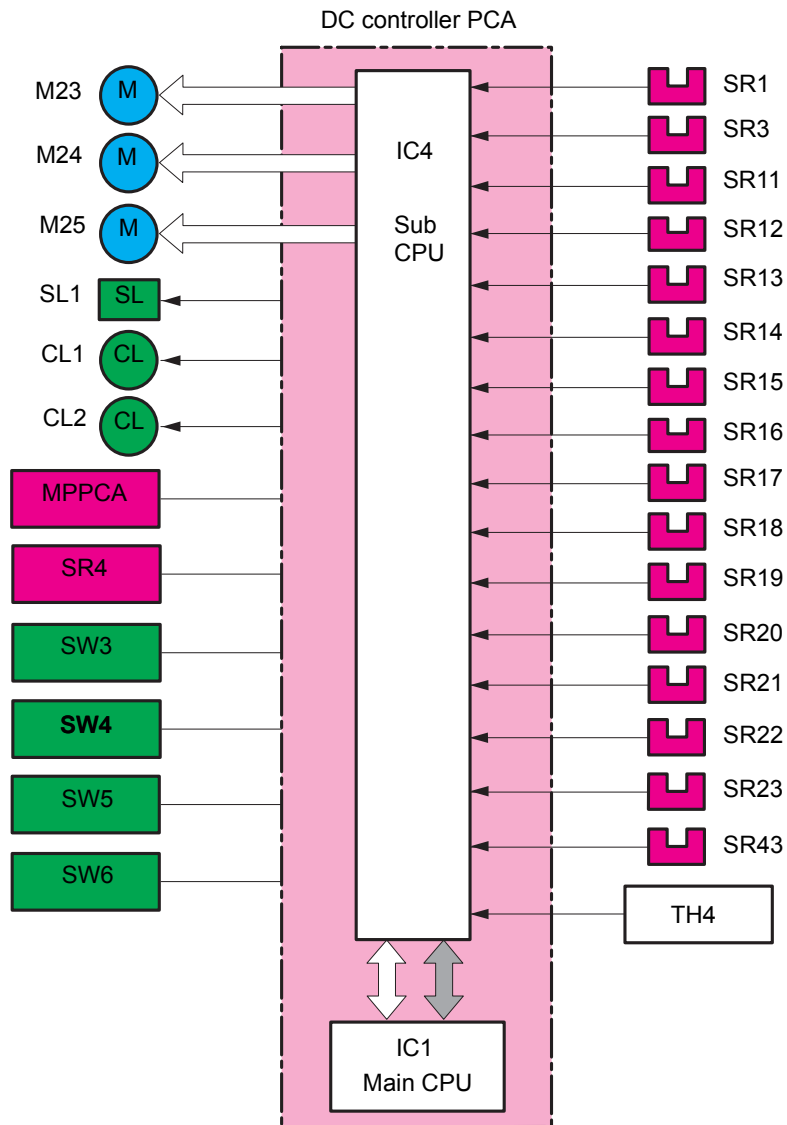 DC controller PCA
M23
M
M24
M
M25
M
SL1
SL
CL1
CL
CL2
CL
MPPCA
SR4
SW3
SW4
SW5
SW6
IC4
Sub
CPU
SR1
SR3
SR11
SR12
SR13
SR14
SR15
SR16
SR17
SR18
SR19
SR20
SR21
SR22
SR23
SR43
TH4
IC1
Main CPU